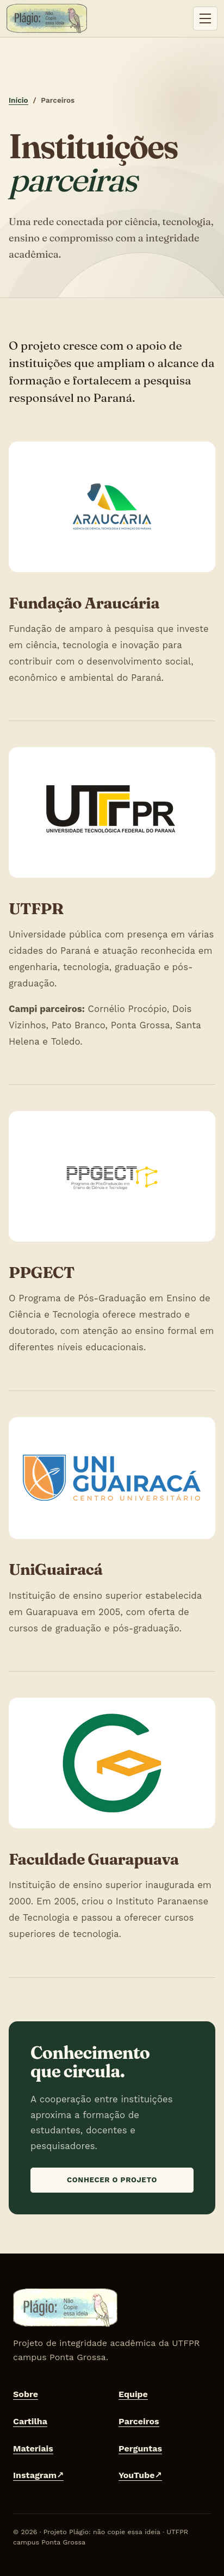 Plágio:
Não
Copie
essa ideia
Início / Parceiros
Instituições
parceiras
Uma rede conectada por ciência, tecnologia,
ensino e compromisso com a integridade
acadêmica.
O projeto cresce com o apoio de
instituições que ampliam o alcance da
formação e fortalecem a pesquisa
responsável no Paraná.
ARAUCÁRIA
AGÊNCIA DE CIÊNCIA, TECNOLOGIA E INOVAÇÃO DO PARANÁ
Fundação Araucária
Fundação de amparo à pesquisa que investe
em ciência, tecnologia e inovação para
contribuir com o desenvolvimento social,
econômico e ambiental do Paraná.
UTFPR
UNIVERSIDADE TECNOLÓGICA FEDERAL DO PARANÁ
UTFPR
Universidade pública com presença em várias
cidades do Paraná e atuação reconhecida em
engenharia, tecnologia, graduação e pós-
graduação.
Campi parceiros: Cornélio Procópio, Dois
Vizinhos, Pato Branco, Ponta Grossa, Santa
Helena e Toledo.
PPGECT
Programa de Pós-Graduação em
Ensino de Ciência e Tecnologia
PPGECT
O Programa de Pós-Graduação em Ensino de
Ciência e Tecnologia oferece mestrado e
doutorado, com atenção ao ensino formal em
diferentes níveis educacionais.
UNI
GUAIRACÁ
CENTRO UNIVERSITÁRIO
UniGuairacá
Instituição de ensino superior estabelecida
em Guarapuava em 2005, com oferta de
cursos de graduação e pós-graduação.
Faculdade Guarapuava
Instituição de ensino superior inaugurada em
2000. Em 2005, criou o Instituto Paranaense
de Tecnologia e passou a oferecer cursos
superiores de tecnologia.
Conhecimento
que circula.
A cooperação entre instituições
aproxima a formação de
estudantes, docentes e
pesquisadores.
CONHECER O PROJETO
Plágio:
Não
Copie
essa ideia
Projeto de integridade acadêmica da UTFPR
campus Ponta Grossa.
Sobre
Equipe
Cartilha
Parceiros
Materiais
Perguntas
Instagram↗
YouTube↗
© 2026 · Projeto Plágio: não copie essa ideia · UTFPR
campus Ponta Grossa